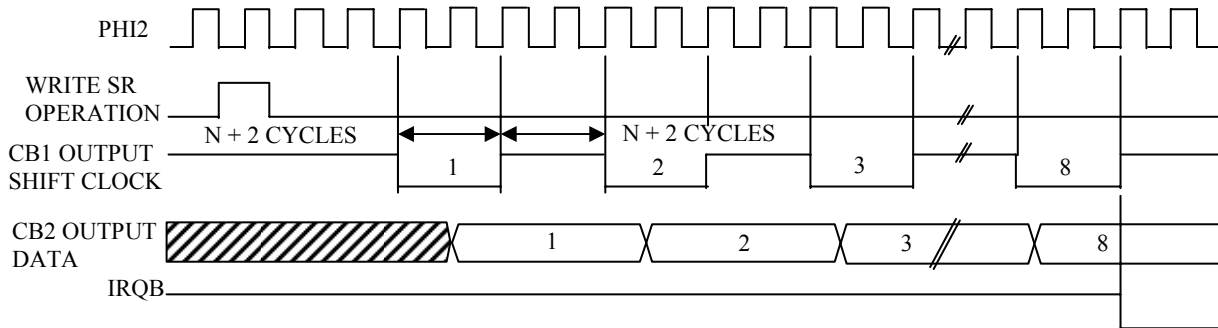 PHI2
WRITE SR
OPERATION
N + 2 CYCLES
N + 2 CYCLES
CB1 OUTPUT
SHIFT CLOCK
1
2
3
8
CB2 OUTPUT
DATA
1
2
3
8
IRQB